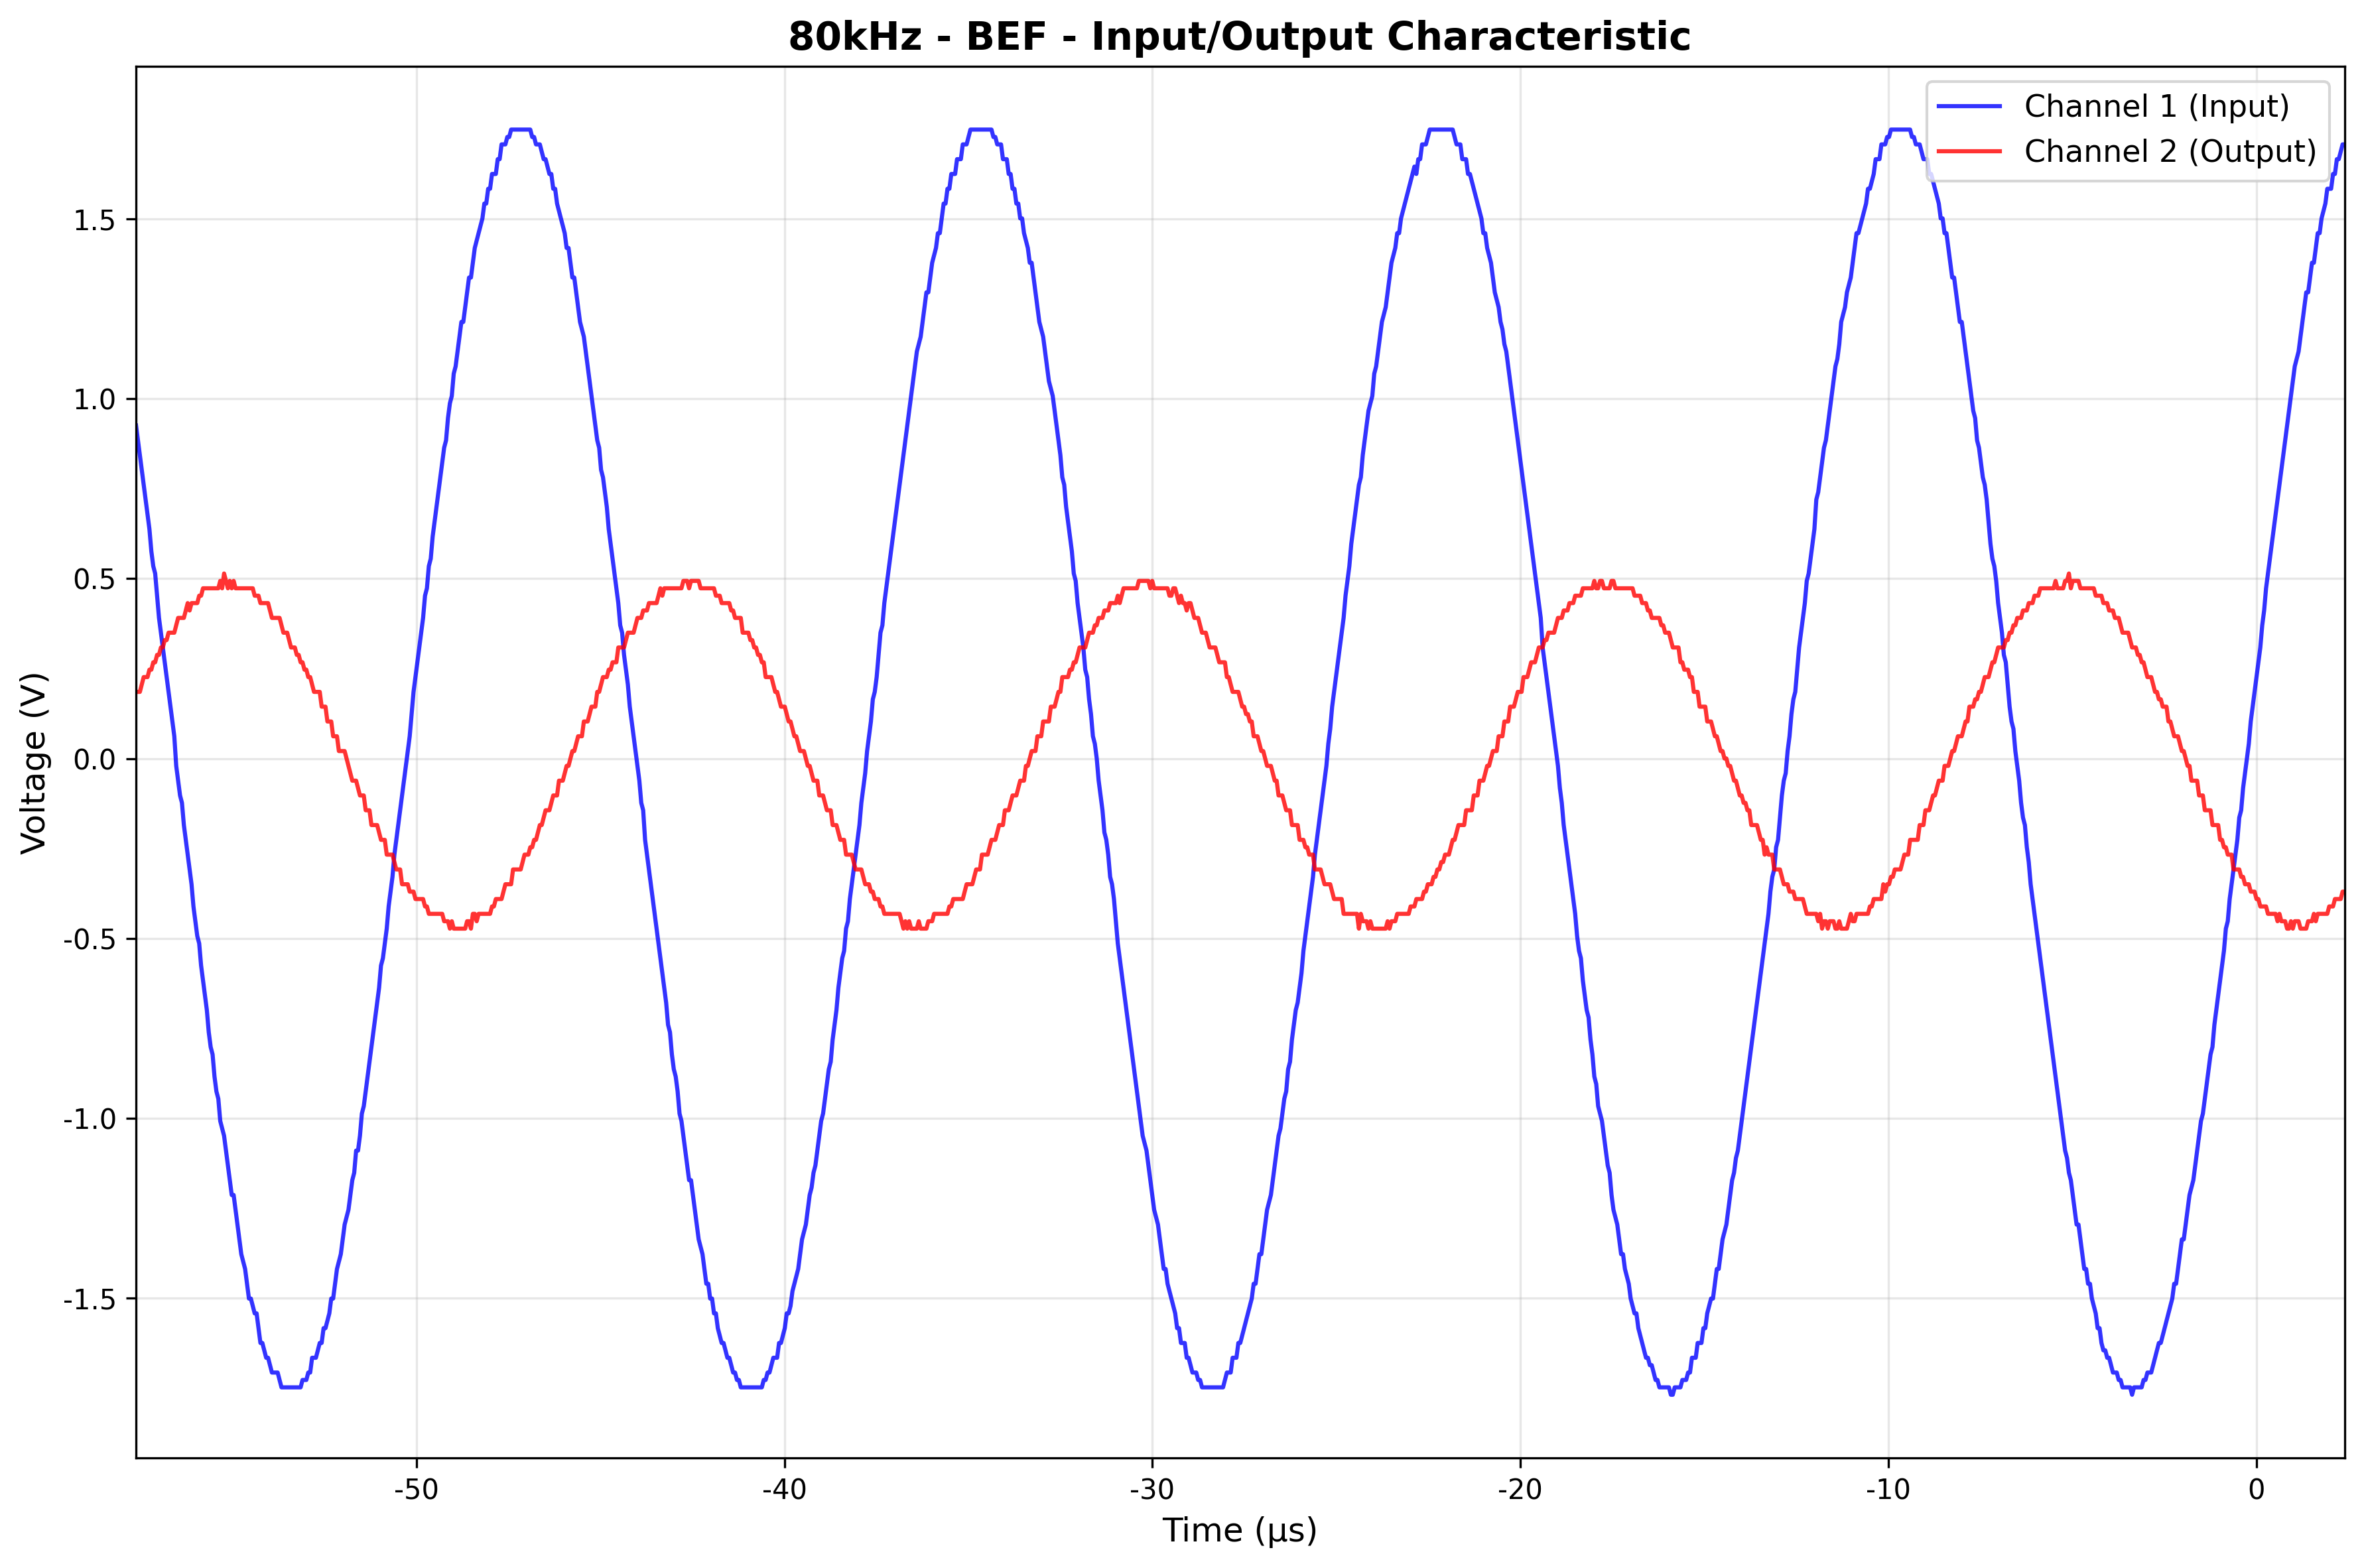 80kHz - BEF - Input/Output Characteristic
Channel 1 (Input)
Channel 2 (Output)
Voltage (V)
1.5
1.0
0.5
0.0
-0.5
-1.0
-1.5
-50
-40
-30
-20
-10
0
Time (µs)